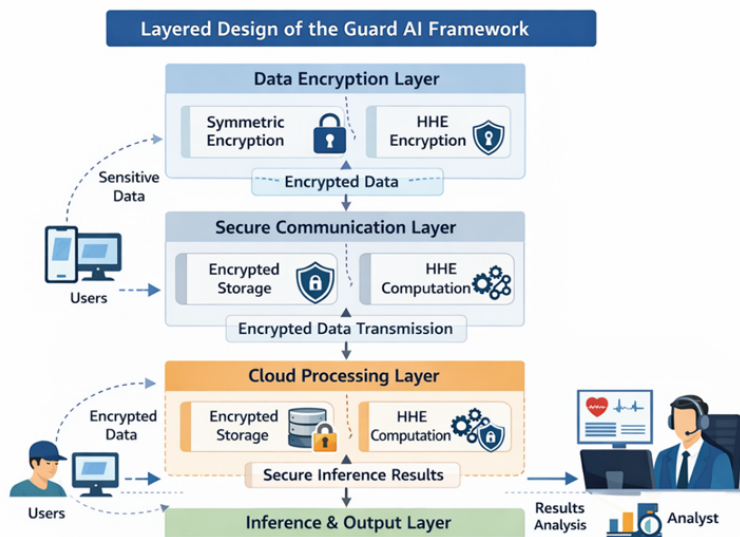 Layered Design of the Guard AI Framework
Data Encryption Layer
Symmetric
Encryption
HHE
Encryption
Sensitive
Data
Encrypted Data
Secure Communication Layer
Encrypted
Storage
HHE
Computation
Users
Encrypted Data Transmission
Cloud Processing Layer
Encrypted
Data
Encrypted
Storage
HHE
Computation
Secure Inference Results
Users
Inference & Output Layer
Results
Analysis
Analyst